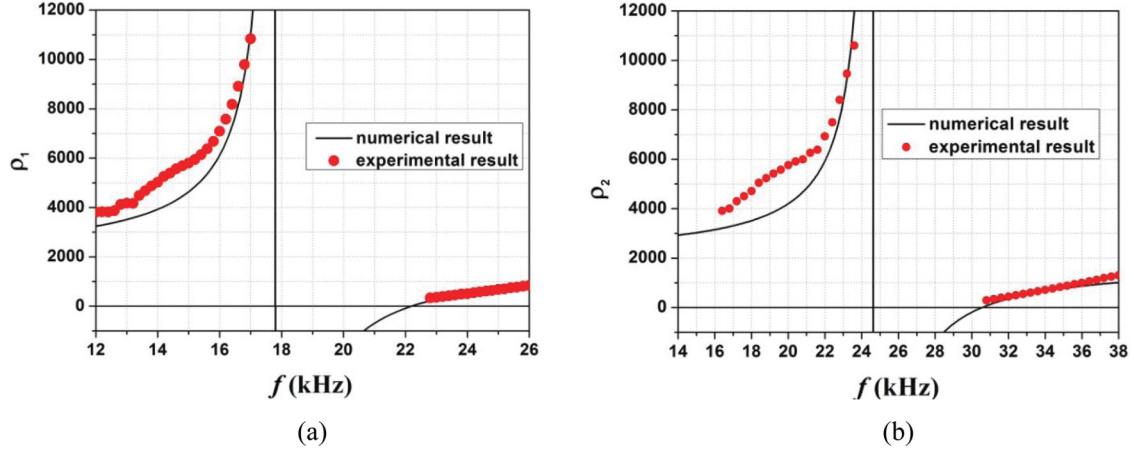 12000
10000
8000
6000
4000
2000
0
ρ1
numerical result
experimental result
12 14 16 18 20 22 24 26
f (kHz)
(a)
12000
10000
8000
6000
4000
2000
0
ρ2
numerical result
experimental result
14 16 18 20 22 24 26 28 30 32 34 36 38
f (kHz)
(b)